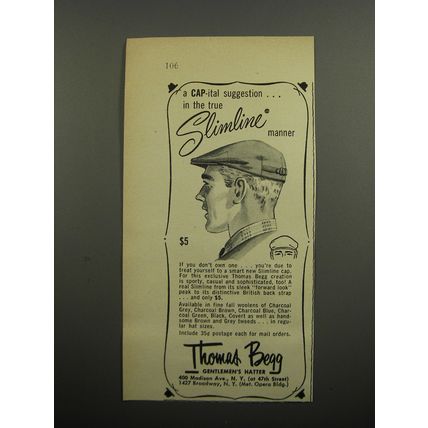 106
a CAP-ital suggestion . . .
in the true
Slimline®
manner
$5
If you don't own one . . . you're due to
treat yourself to a smart new Slimline cap.
For this exclusive Thomas Begg creation
is sporty, casual and sophisticated, too! A
real Slimline from its sleek "forward look"
peak to its distinctive British back strap
. . . and only $5.
Available in fine fall woolens of Charcoal
Grey, Charcoal Brown, Charcoal Blue, Char-
coal Green, Black, Covert as well as hand-
some Brown and Grey tweeds . . . in regu-
lar hat sizes.
Include 35¢ postage each for mail orders.
Thomas Begg
GENTLEMEN'S HATTER
400 Madison Ave., N. Y. (at 47th Street)
1427 Broadway, N. Y. (Met. Opera Bldg.)